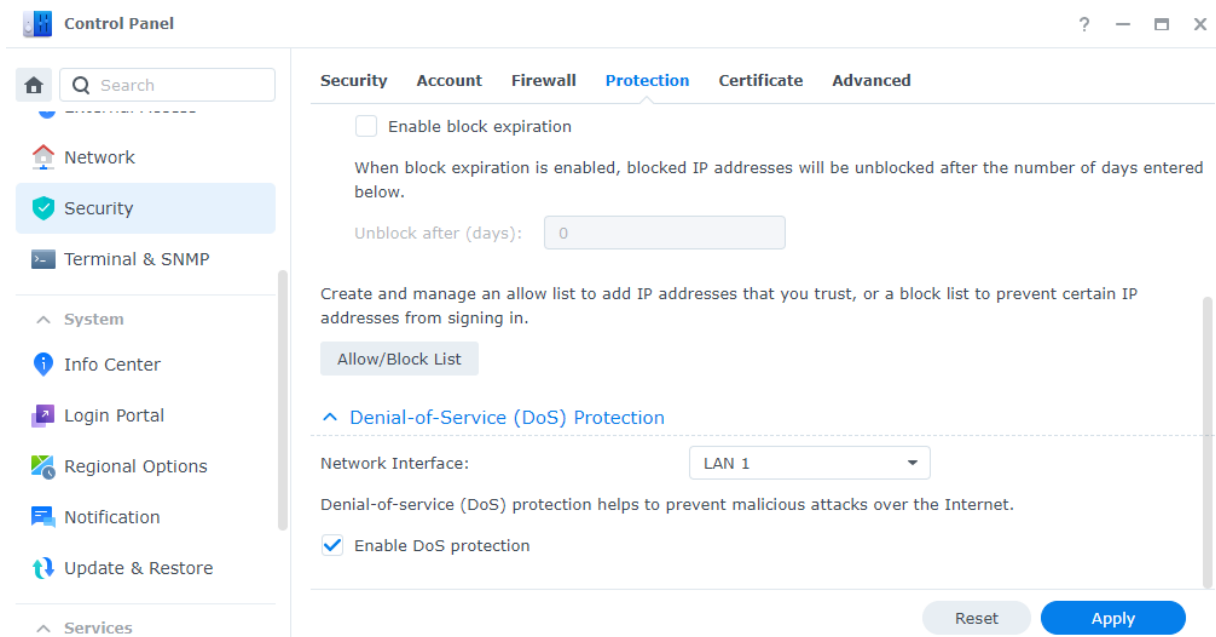 Control Panel
Search
Network
Security
Terminal & SNMP
System
Info Center
Login Portal
Regional Options
Notification
Update & Restore
Services
Security Account Firewall Protection Certificate Advanced
Enable block expiration
When block expiration is enabled, blocked IP addresses will be unblocked after the number of days entered
below.
Unblock after (days): 0
Create and manage an allow list to add IP addresses that you trust, or a block list to prevent certain IP
addresses from signing in.
Allow/Block List
Denial-of-Service (DoS) Protection
Network Interface: LAN 1
Denial-of-service (DoS) protection helps to prevent malicious attacks over the Internet.
Enable DoS protection
Reset Apply